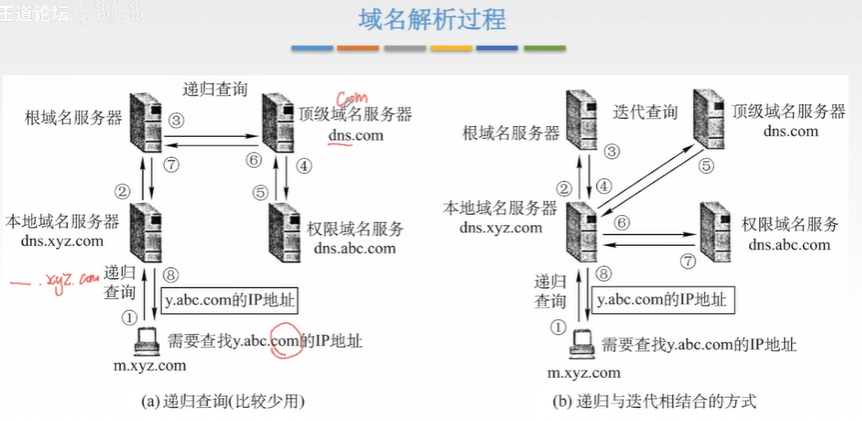 王道论坛
域名解析过程
递归查询
com
根域名服务器
③
顶级域名服务器
dns.com
⑦
⑥
④
②
⑤
本地域名服务器
dns.xyz.com
权限域名服务
dns.abc.com
.xyz.com
递归
查询
⑧
y.abc.com的IP地址
①
需要查找y.abc.com的IP地址
m.xyz.com
(a) 递归查询(比较少用)
迭代查询
顶级域名服务器
dns.com
根域名服务器
③
②
④
⑤
本地域名服务器
dns.xyz.com
⑥
权限域名服务
dns.abc.com
⑦
递归
查询
⑧
y.abc.com的IP地址
①
需要查找y.abc.com的IP地址
m.xyz.com
(b) 递归与迭代相结合的方式